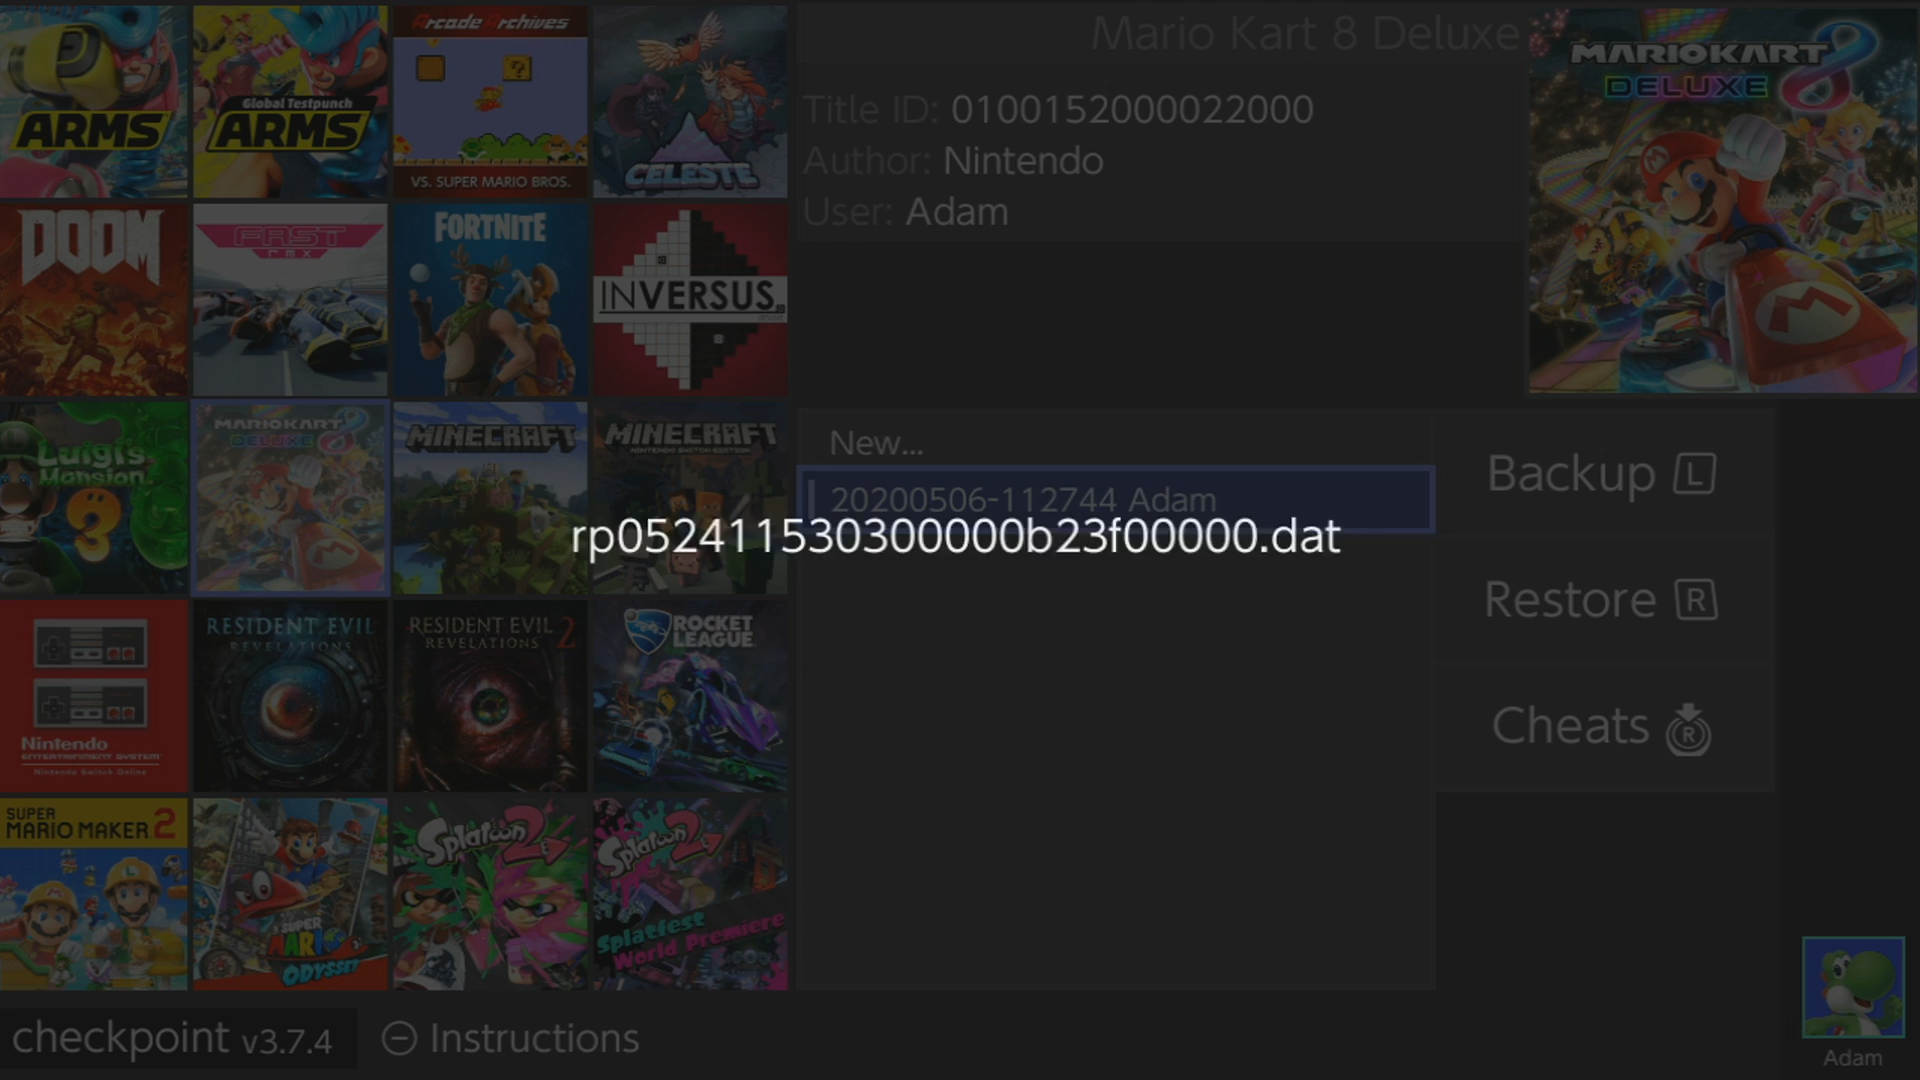 ARMS
Global Testpunch
ARMS
Arcade Archives
VS. SUPER MARIO BROS.
CELESTE
DOOM
FAST
rmx
FORTNITE
INVERSUS
Luigi's
Mansion
3
MARIOKART 8
DELUXE
MINECRAFT
MINECRAFT
NINTENDO SWITCH EDITION
Nintendo
ENTERTAINMENT SYSTEM
Nintendo Switch Online
RESIDENT EVIL
REVELATIONS
RESIDENT EVIL
REVELATIONS 2
ROCKET
LEAGUE
SUPER
MARIO MAKER 2
SUPER
MARIO
ODYSSEY
Splatoon 2
Splatoon 2
Splatfest
World Premiere
Mario Kart 8 Deluxe
Title ID: 0100152000022000
Author: Nintendo
User: Adam
MARIOKART 8
DELUXE
New...
20200506-112744 Adam
rp052411530300000b23f00000.dat
Backup L
Restore R
Cheats R
checkpoint v3.7.4
Instructions
Adam